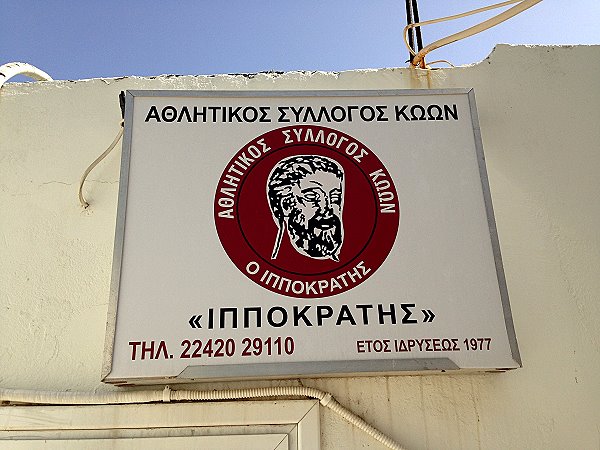 ΑΘΛΗΤΙΚΟΣ ΣΥΛΛΟΓΟΣ ΚΩΩΝ
ΑΘΛΗΤΙΚΟΣ ΣΥΛΛΟΓΟΣ ΚΩΩΝ
Ο ΙΠΠΟΚΡΑΤΗΣ
«ΙΠΠΟΚΡΑΤΗΣ»
ΤΗΛ. 22420 29110
ΕΤΟΣ ΙΔΡΥΣΕΩΣ 1977